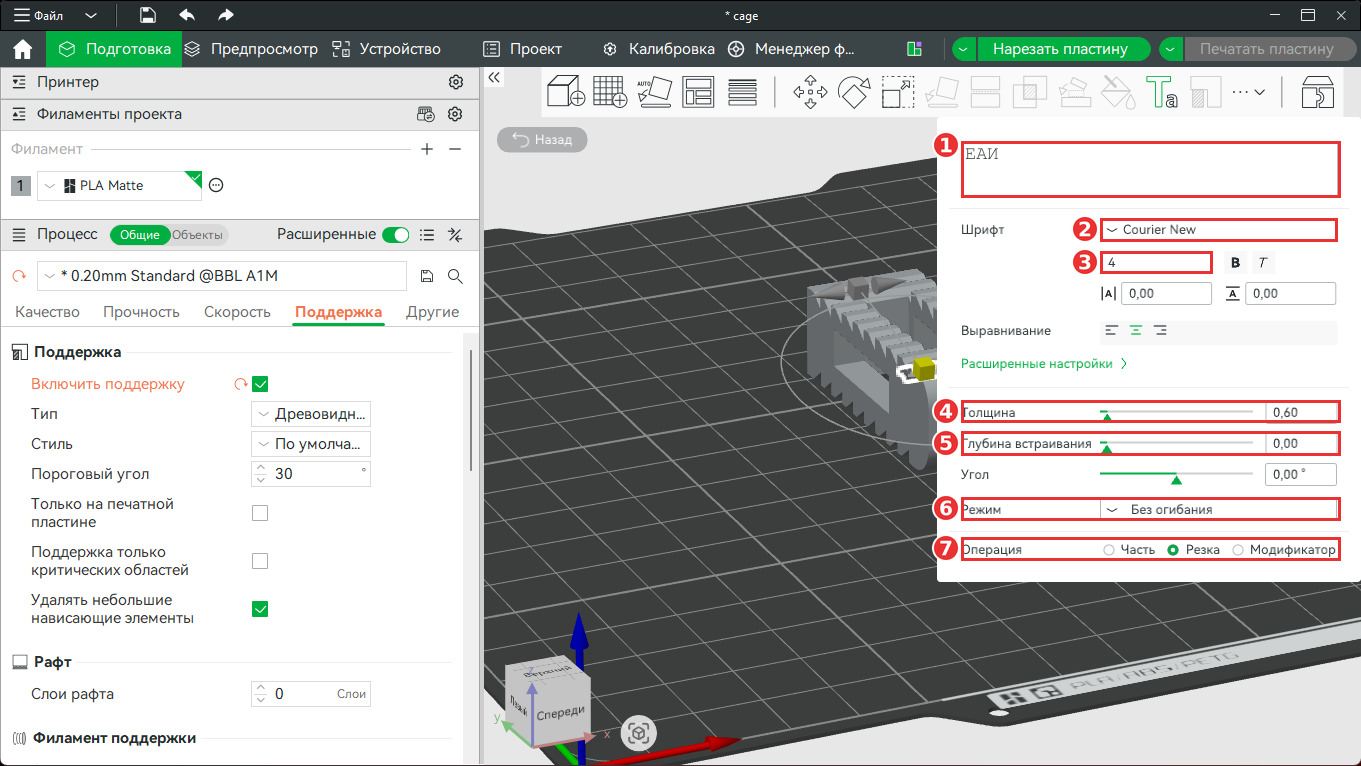 Файл
* cage
Подготовка Предпросмотр Устройство Проект Калибровка Менеджер ф... Нарезать пластину Печатать пластину
Принтер
Филаменты проекта
AUTO
Назад
Филамент
1 PLA Matte
Процесс Общие Объекты Расширенные
* 0.20mm Standard @BBL A1M
Качество Прочность Скорость Поддержка Другие
Поддержка
Включить поддержку
Тип Древовидн...
Стиль По умолча...
Пороговый угол 30 °
Только на печатной
пластине
Поддержка только
критических областей
Удалять небольшие
нависающие элементы
Рафт
Слои рафта 0 Слои
Филамент поддержки
1 ЕАИ
Шрифт 2 Courier New
3 4 B T
A 0,00 A 0,00
Выравнивание
Расширенные настройки
4 Толщина 0,60
5 Глубина встраивания 0,00
Угол 0,00 °
6 Режим Без огибания
7 Операция Часть Резка Модификатор
PLA/ABS/PETG
Верхний
Левый Спереди
z
y
x